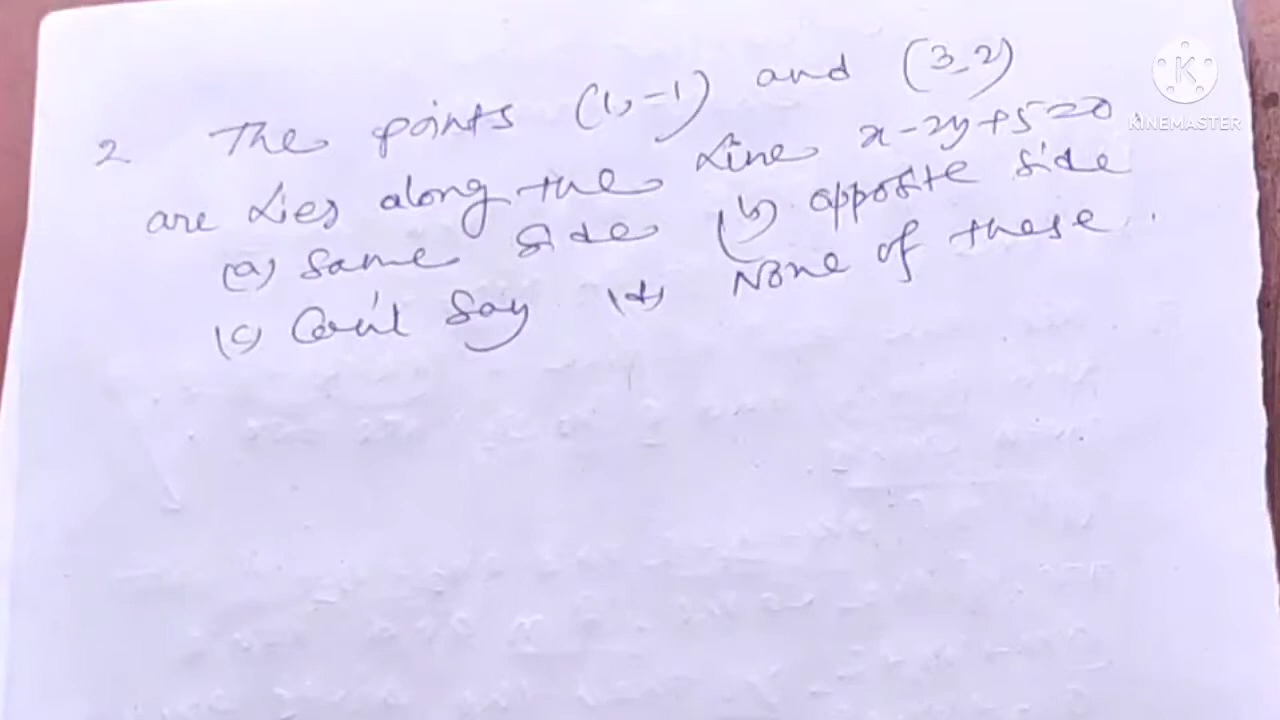 2 The points (1,-1) and (3,2)
are Lies along the Line x-2y+5=0.
(a) Same side (b) opposite side
(c) Can't say (d) None of these.
K
KINEMASTER